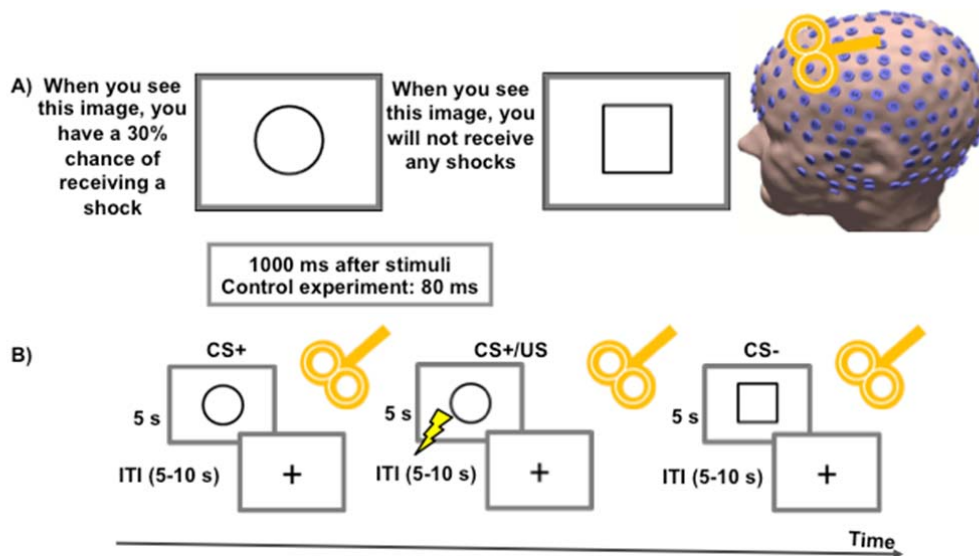 A) When you see
this image, you
have a 30%
chance of
receiving a
shock
When you see
this image, you
will not receive
any shocks
1000 ms after stimuli
Control experiment: 80 ms
B)
CS+
CS+/US
CS-
5 s
5 s
5 s
+
+
+
ITI (5-10 s)
ITI (5-10 s)
ITI (5-10 s)
Time